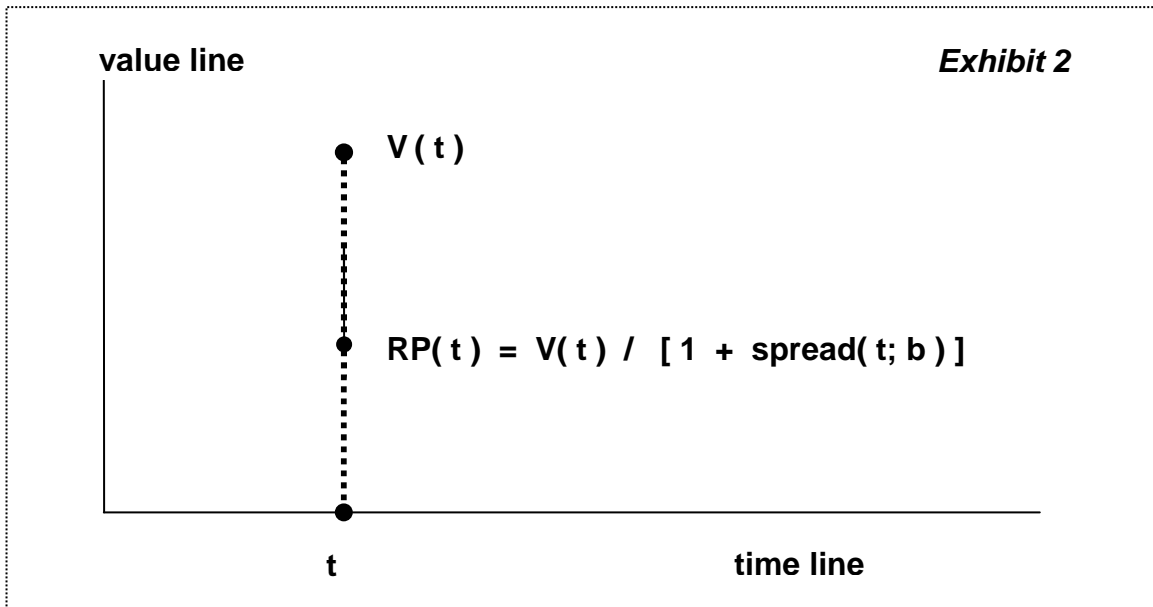 value line
Exhibit 2
V ( t )
RP( t ) = V( t ) / [ 1 + spread( t; b ) ]
t
time line